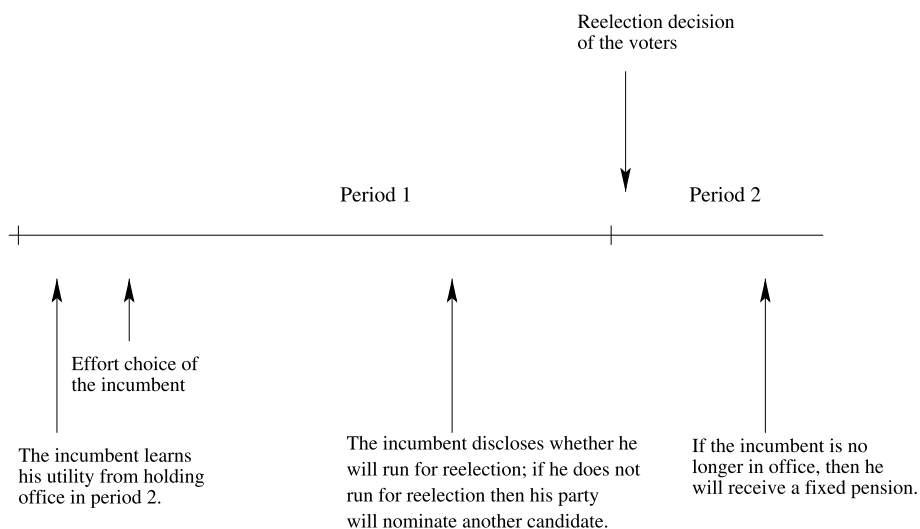 Reelection decision
of the voters
Period 1
Period 2
Effort choice of
the incumbent
The incumbent learns
his utility from holding
office in period 2.
The incumbent discloses whether he
will run for reelection; if he does not
run for reelection then his party
will nominate another candidate.
If the incumbent is no
longer in office, then he
will receive a fixed pension.